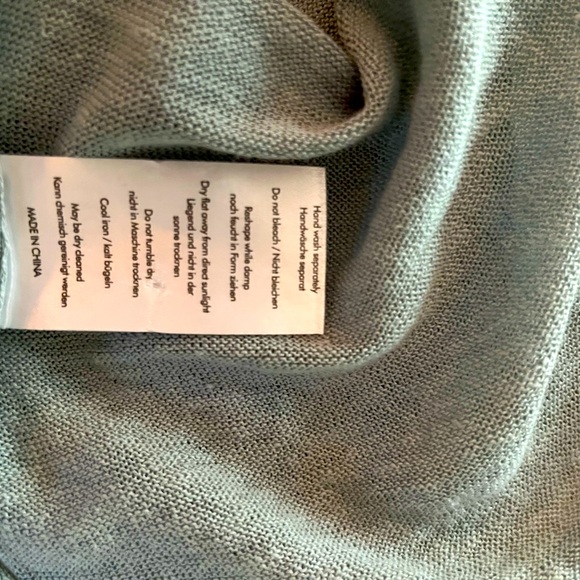 Hand wash separately
Handwäsche separat
Do not bleach / Nicht bleichen
Reshape while damp
noch feucht in Form ziehen
Dry flat away from direct sunlight
Liegend und nicht in der
sonne trocknen
Do not tumble dry
nicht in Maschine trocknen
Cool iron / kalt bügeln
May be dry cleaned
Kann chemisch gereinigt werden
MADE IN CHINA